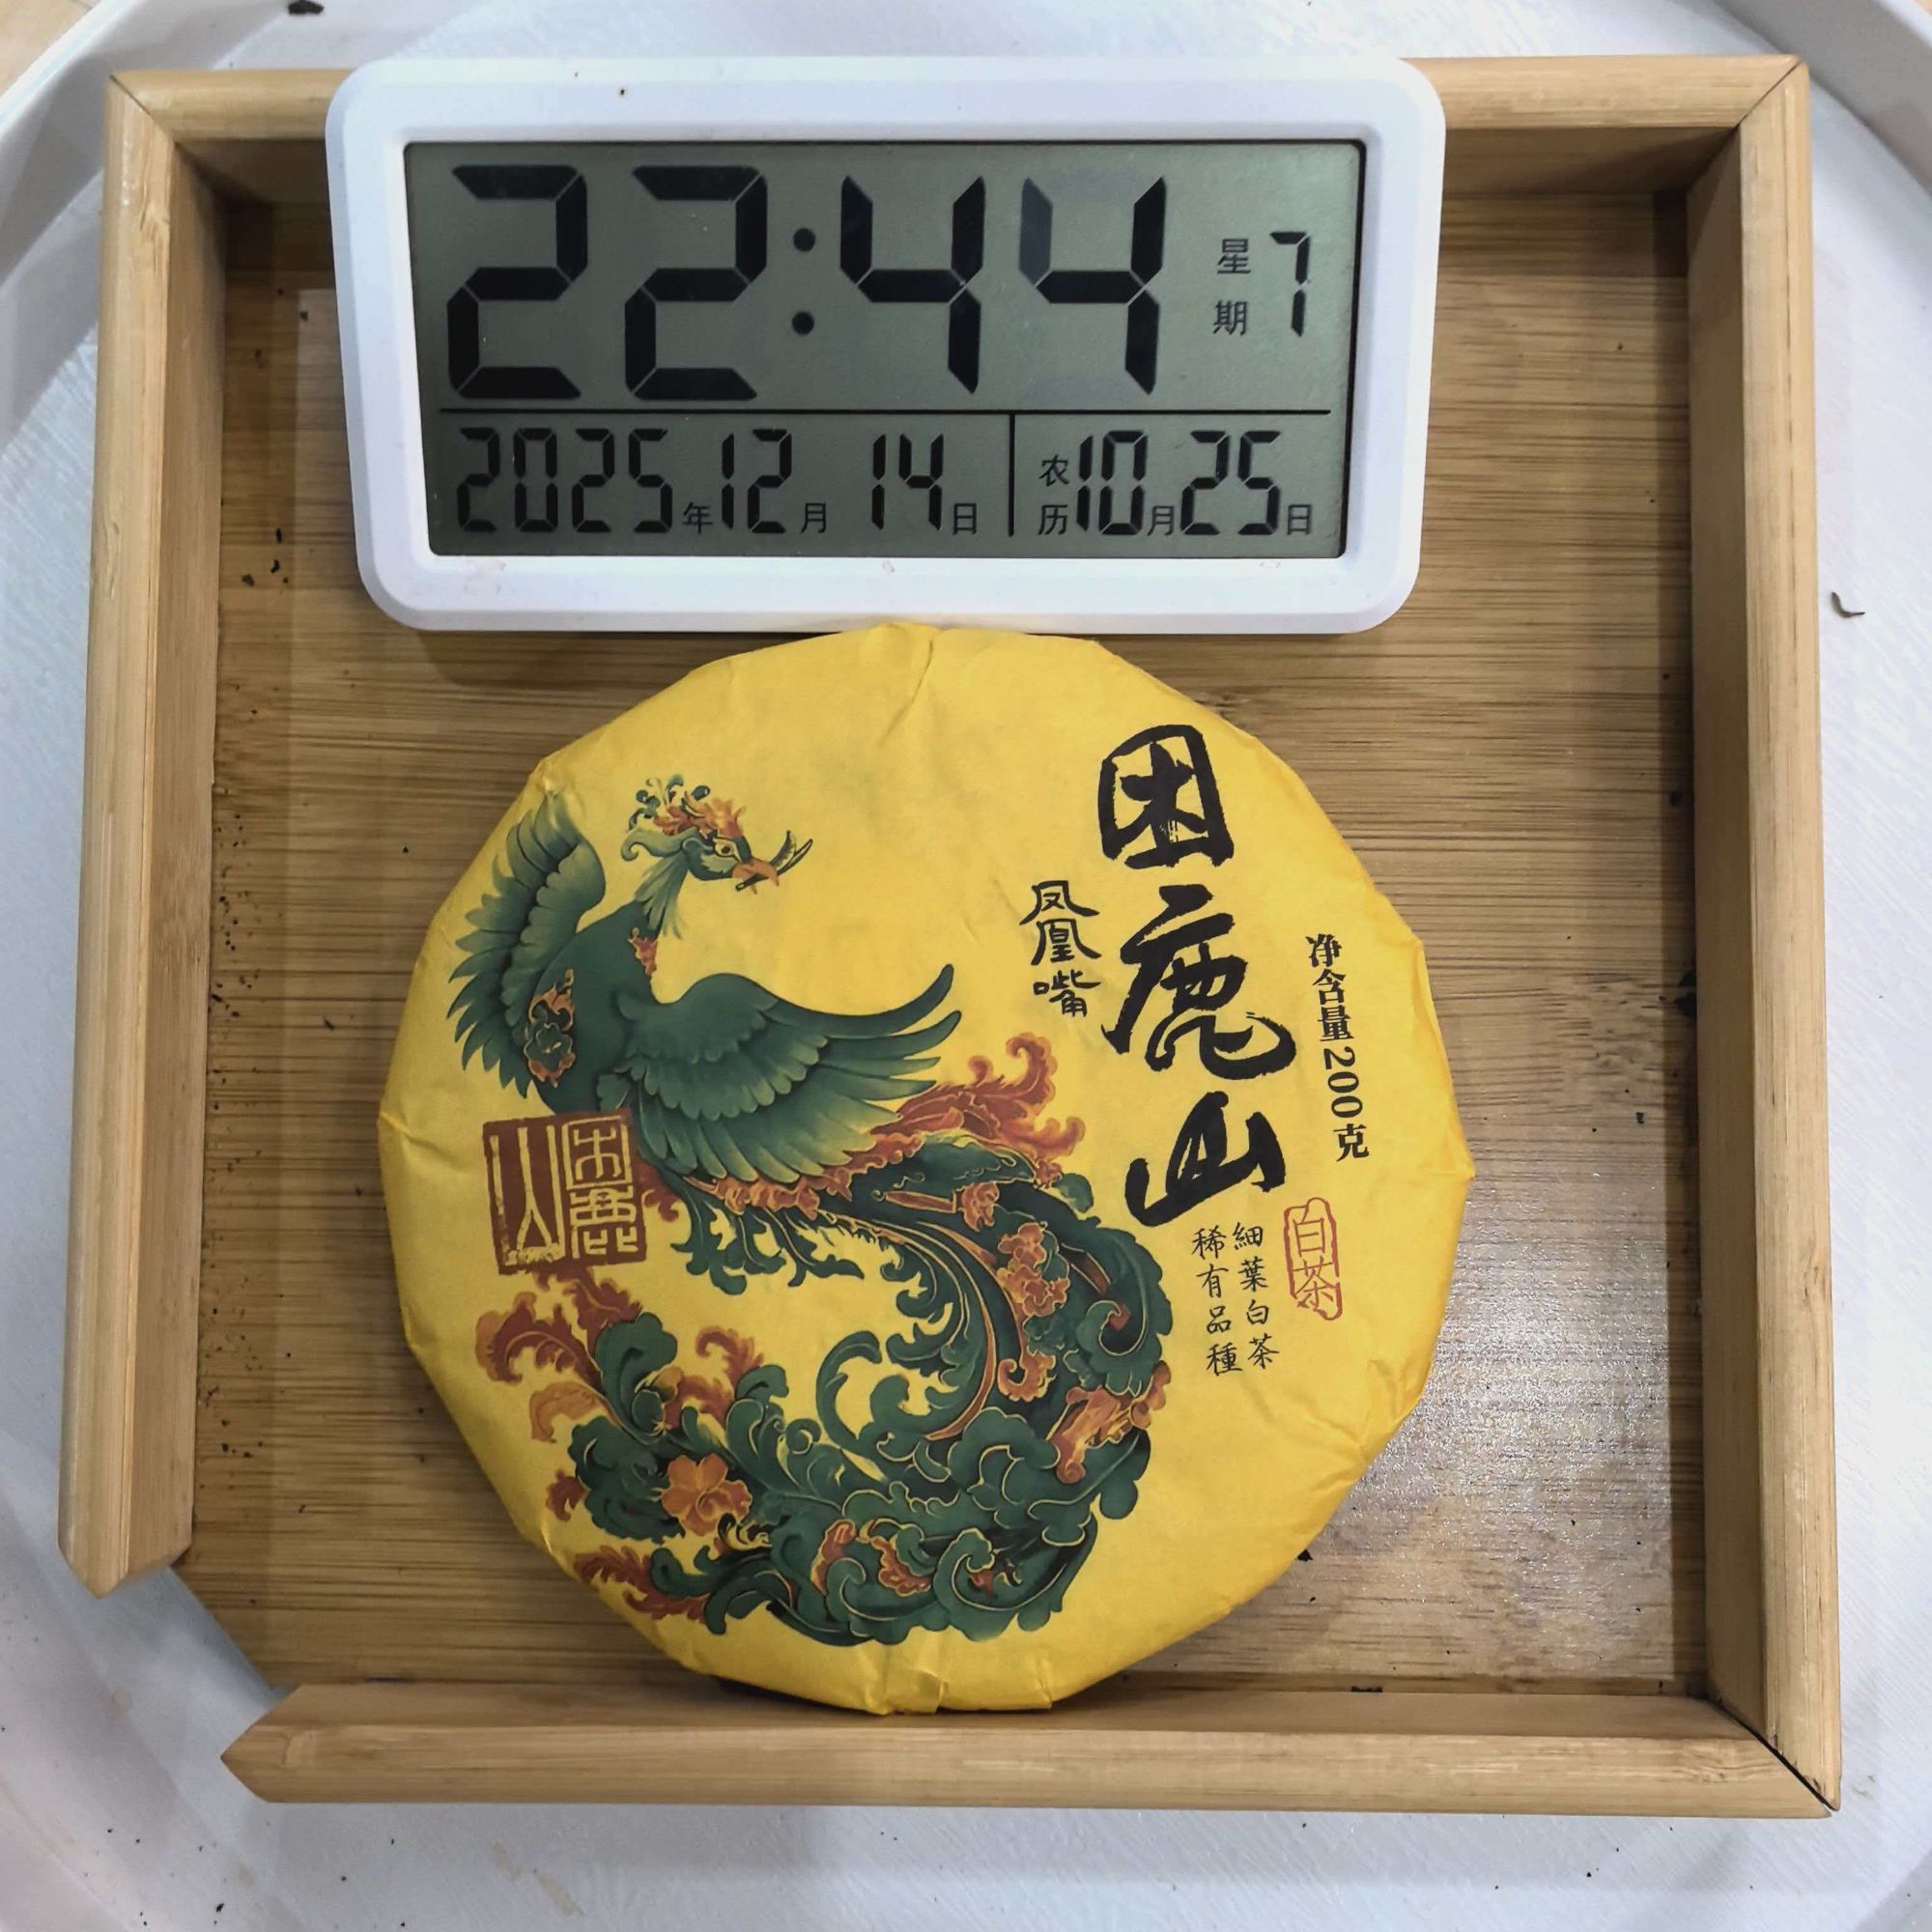 22:44 星期 7
2025年12月14日 农历10月25日
困鹿山
凤凰嘴
净含量200克
白茶
細葉白茶
稀有品種
困鹿山